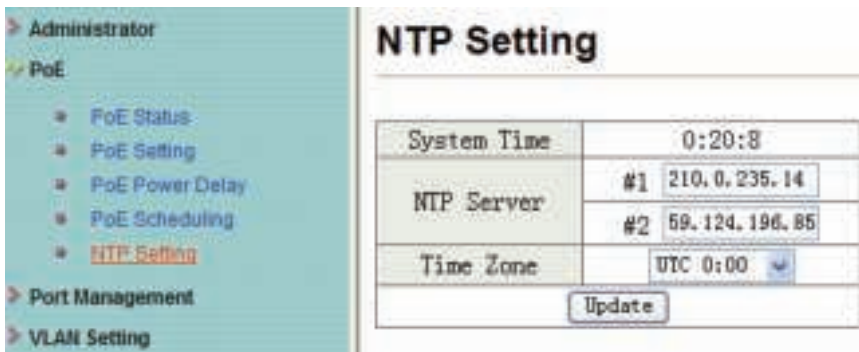 Administrator
PoE
PoE Status
PoE Setting
PoE Power Delay
PoE Scheduling
NTP Setting
Port Management
VLAN Setting
NTP Setting
System Time 0:20:8
NTP Server #1 210.0.235.14
#2 59.124.196.85
Time Zone UTC 0:00
Update